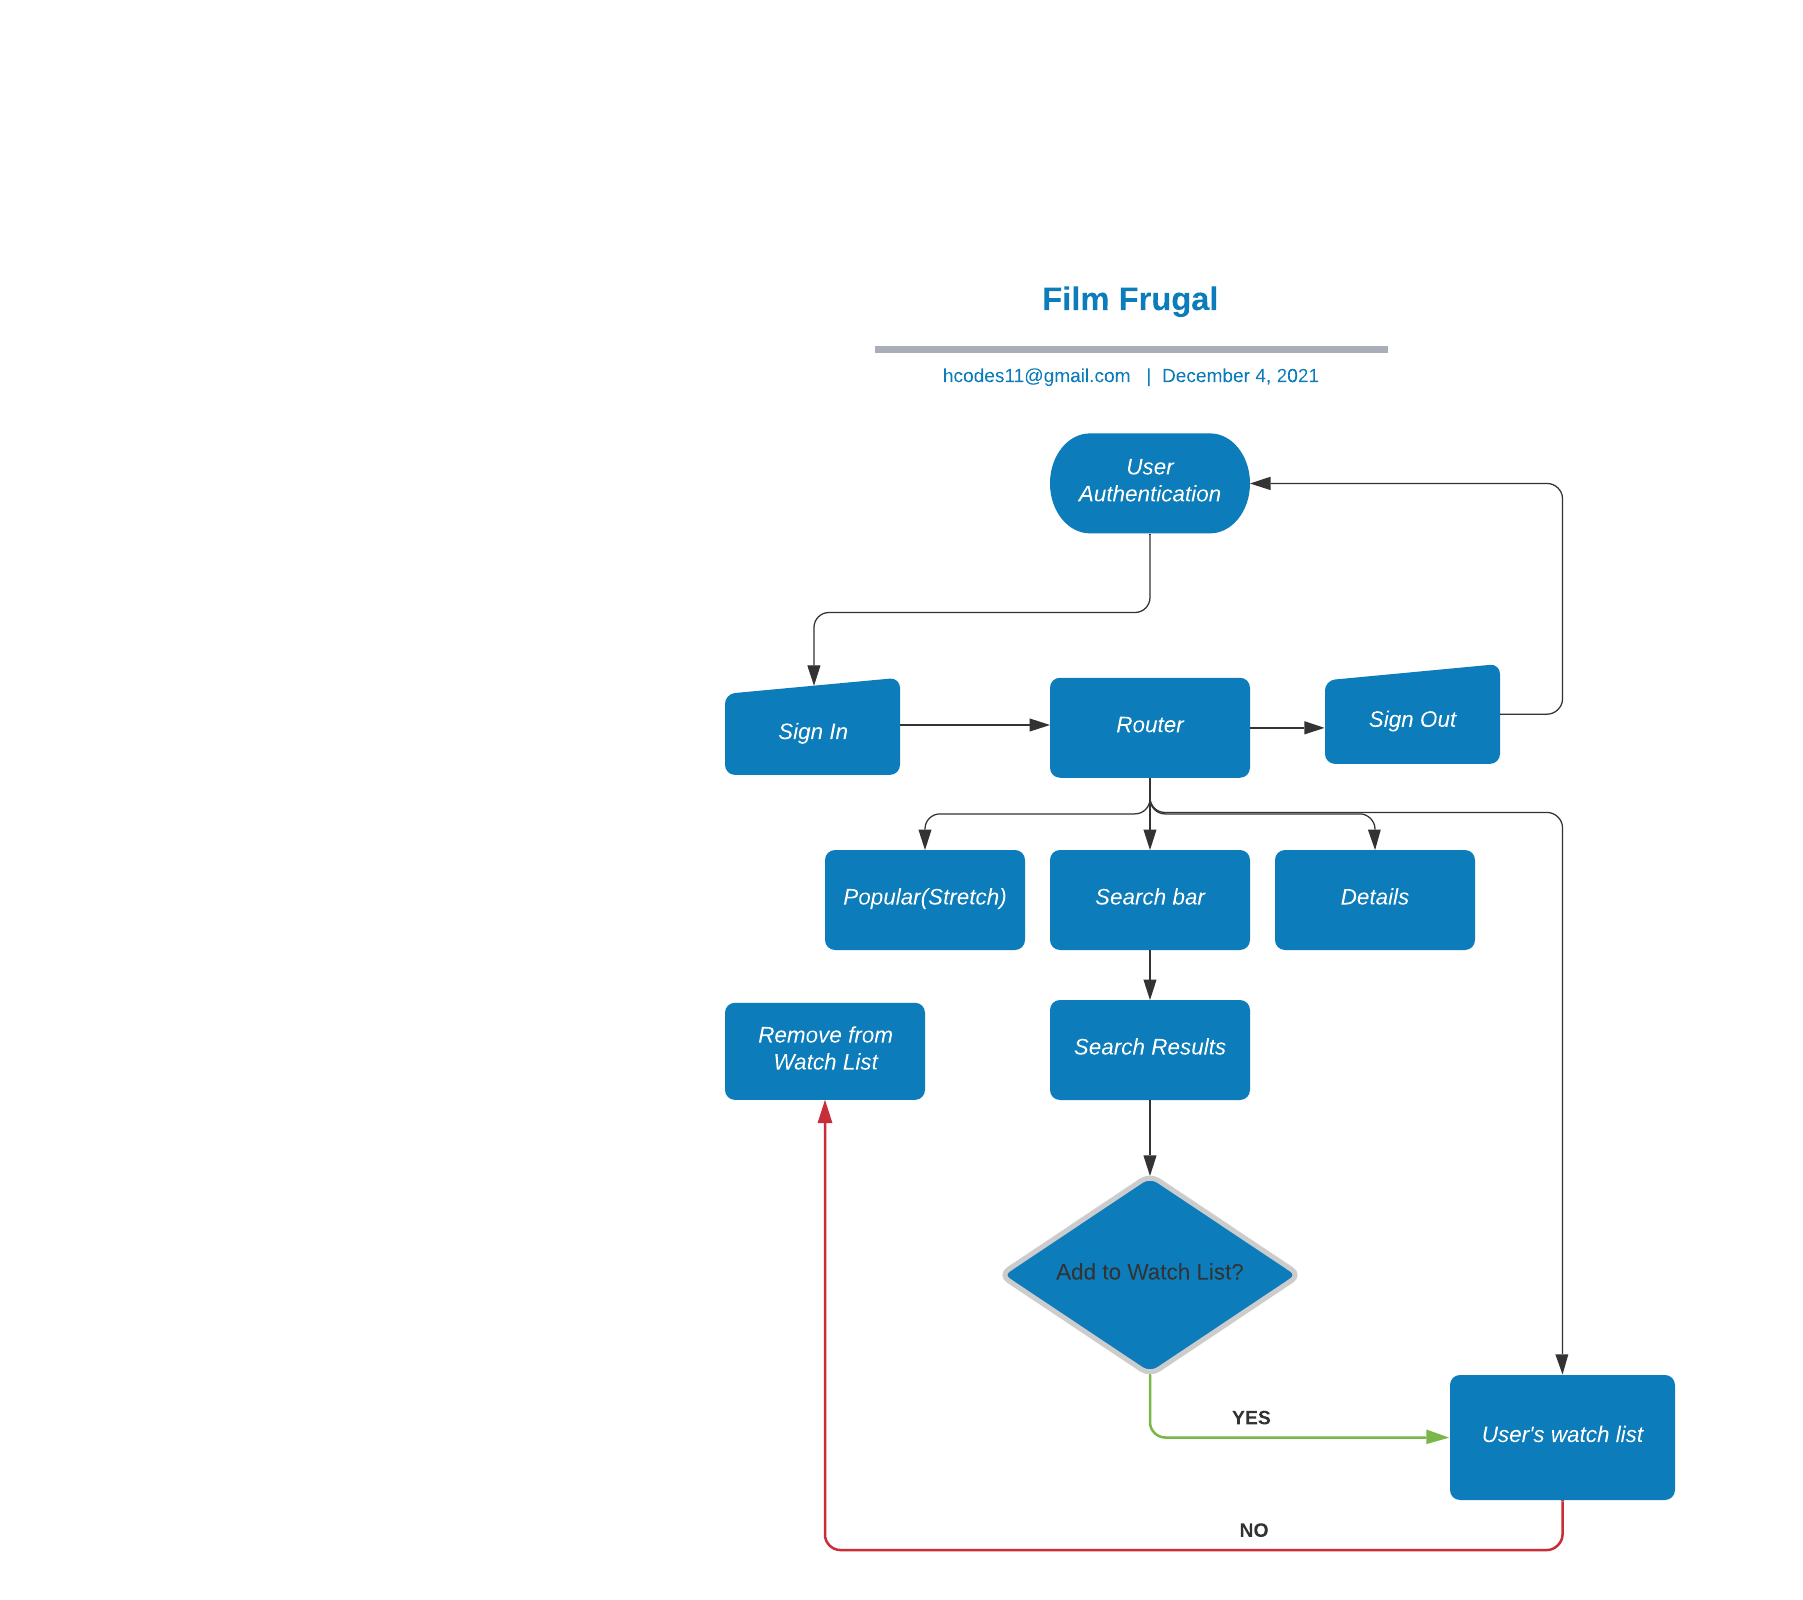 Film Frugal
hcodes11@gmail.com | December 4, 2021
User
Authentication
Sign In
Router
Sign Out
Popular(Stretch)
Search bar
Details
Remove from
Watch List
Search Results
Add to Watch List?
YES
User's watch list
NO